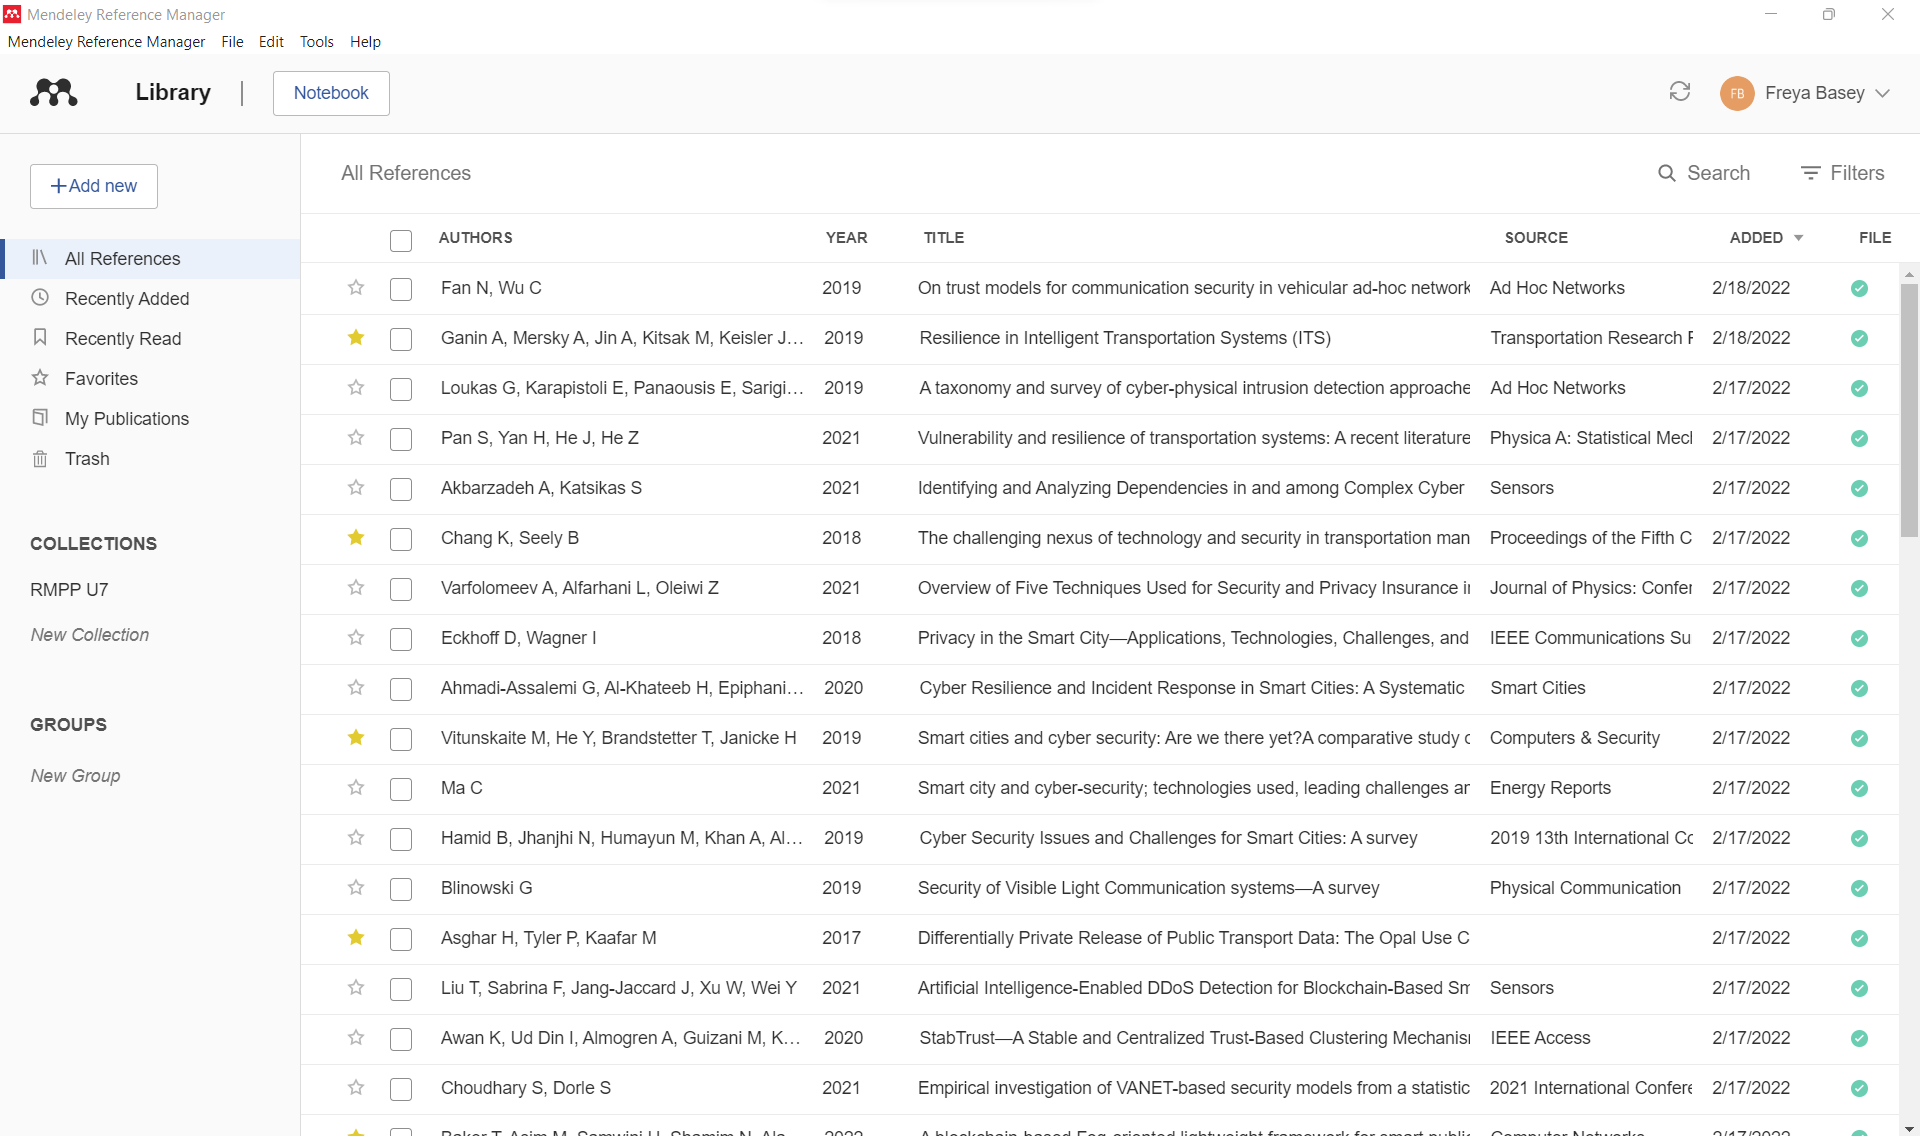 Mendeley Reference Manager
Mendeley Reference Manager File Edit Tools Help
Library | Notebook
FB Freya Basey
+Add new
All References
Recently Added
Recently Read
Favorites
My Publications
Trash
COLLECTIONS
RMPP U7
New Collection
GROUPS
New Group
All References Search Filters
AUTHORS YEAR TITLE SOURCE ADDED FILE
Fan N, Wu C 2019 On trust models for communication security in vehicular ad-hoc network Ad Hoc Networks 2/18/2022
Ganin A, Mersky A, Jin A, Kitsak M, Keisler J... 2019 Resilience in Intelligent Transportation Systems (ITS) Transportation Research 2/18/2022
Loukas G, Karapistoli E, Panaousis E, Sarigi... 2019 A taxonomy and survey of cyber-physical intrusion detection approache Ad Hoc Networks 2/17/2022
Pan S, Yan H, He J, He Z 2021 Vulnerability and resilience of transportation systems: A recent literature Physica A: Statistical Mec 2/17/2022
Akbarzadeh A, Katsikas S 2021 Identifying and Analyzing Dependencies in and among Complex Cyber Sensors 2/17/2022
Chang K, Seely B 2018 The challenging nexus of technology and security in transportation man Proceedings of the Fifth C 2/17/2022
Varfolomeev A, Alfarhani L, Oleiwi Z 2021 Overview of Five Techniques Used for Security and Privacy Insurance i Journal of Physics: Confer 2/17/2022
Eckhoff D, Wagner I 2018 Privacy in the Smart City—Applications, Technologies, Challenges, and IEEE Communications Su 2/17/2022
Ahmadi-Assalemi G, Al-Khateeb H, Epiphani... 2020 Cyber Resilience and Incident Response in Smart Cities: A Systematic Smart Cities 2/17/2022
Vitunskaite M, He Y, Brandstetter T, Janicke H 2019 Smart cities and cyber security: Are we there yet?A comparative study Computers & Security 2/17/2022
Ma C 2021 Smart city and cyber-security; technologies used, leading challenges ar Energy Reports 2/17/2022
Hamid B, Jhanjhi N, Humayun M, Khan A, Al... 2019 Cyber Security Issues and Challenges for Smart Cities: A survey 2019 13th International Co 2/17/2022
Blinowski G 2019 Security of Visible Light Communication systems—A survey Physical Communication 2/17/2022
Asghar H, Tyler P, Kaafar M 2017 Differentially Private Release of Public Transport Data: The Opal Use C 2/17/2022
Liu T, Sabrina F, Jang-Jaccard J, Xu W, Wei Y 2021 Artificial Intelligence-Enabled DDoS Detection for Blockchain-Based Sm Sensors 2/17/2022
Awan K, Ud Din I, Almogren A, Guizani M, K... 2020 StabTrust—A Stable and Centralized Trust-Based Clustering Mechanis IEEE Access 2/17/2022
Choudhary S, Dorle S 2021 Empirical investigation of VANET-based security models from a statistic 2021 International Confere 2/17/2022